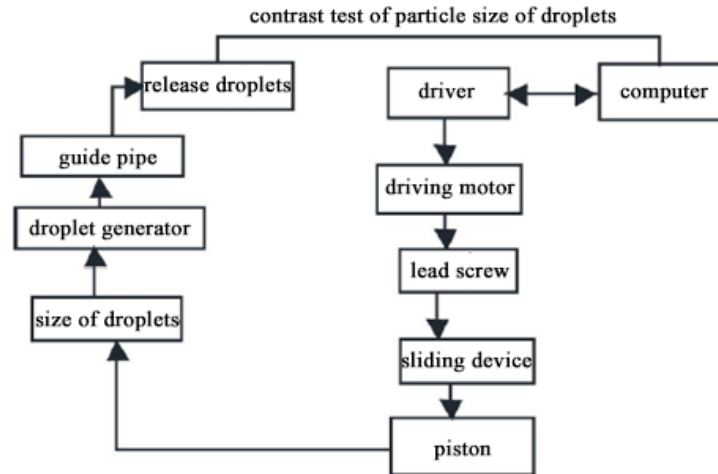 contrast test of particle size of droplets
release droplets
driver
computer
guide pipe
driving motor
droplet generator
lead screw
size of droplets
sliding device
piston